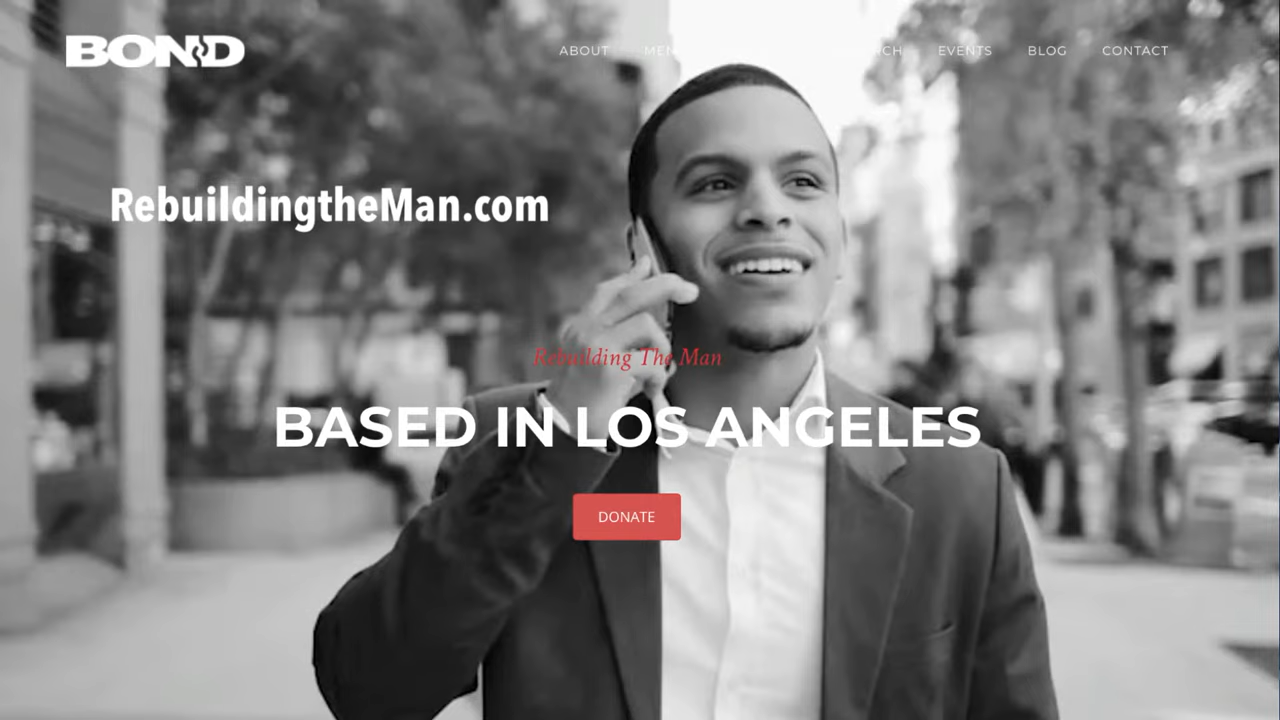 BOND
ABOUT EVENTS BLOG CONTACT
RebuildingtheMan.com
Rebuilding The Man
BASED IN LOS ANGELES
DONATE